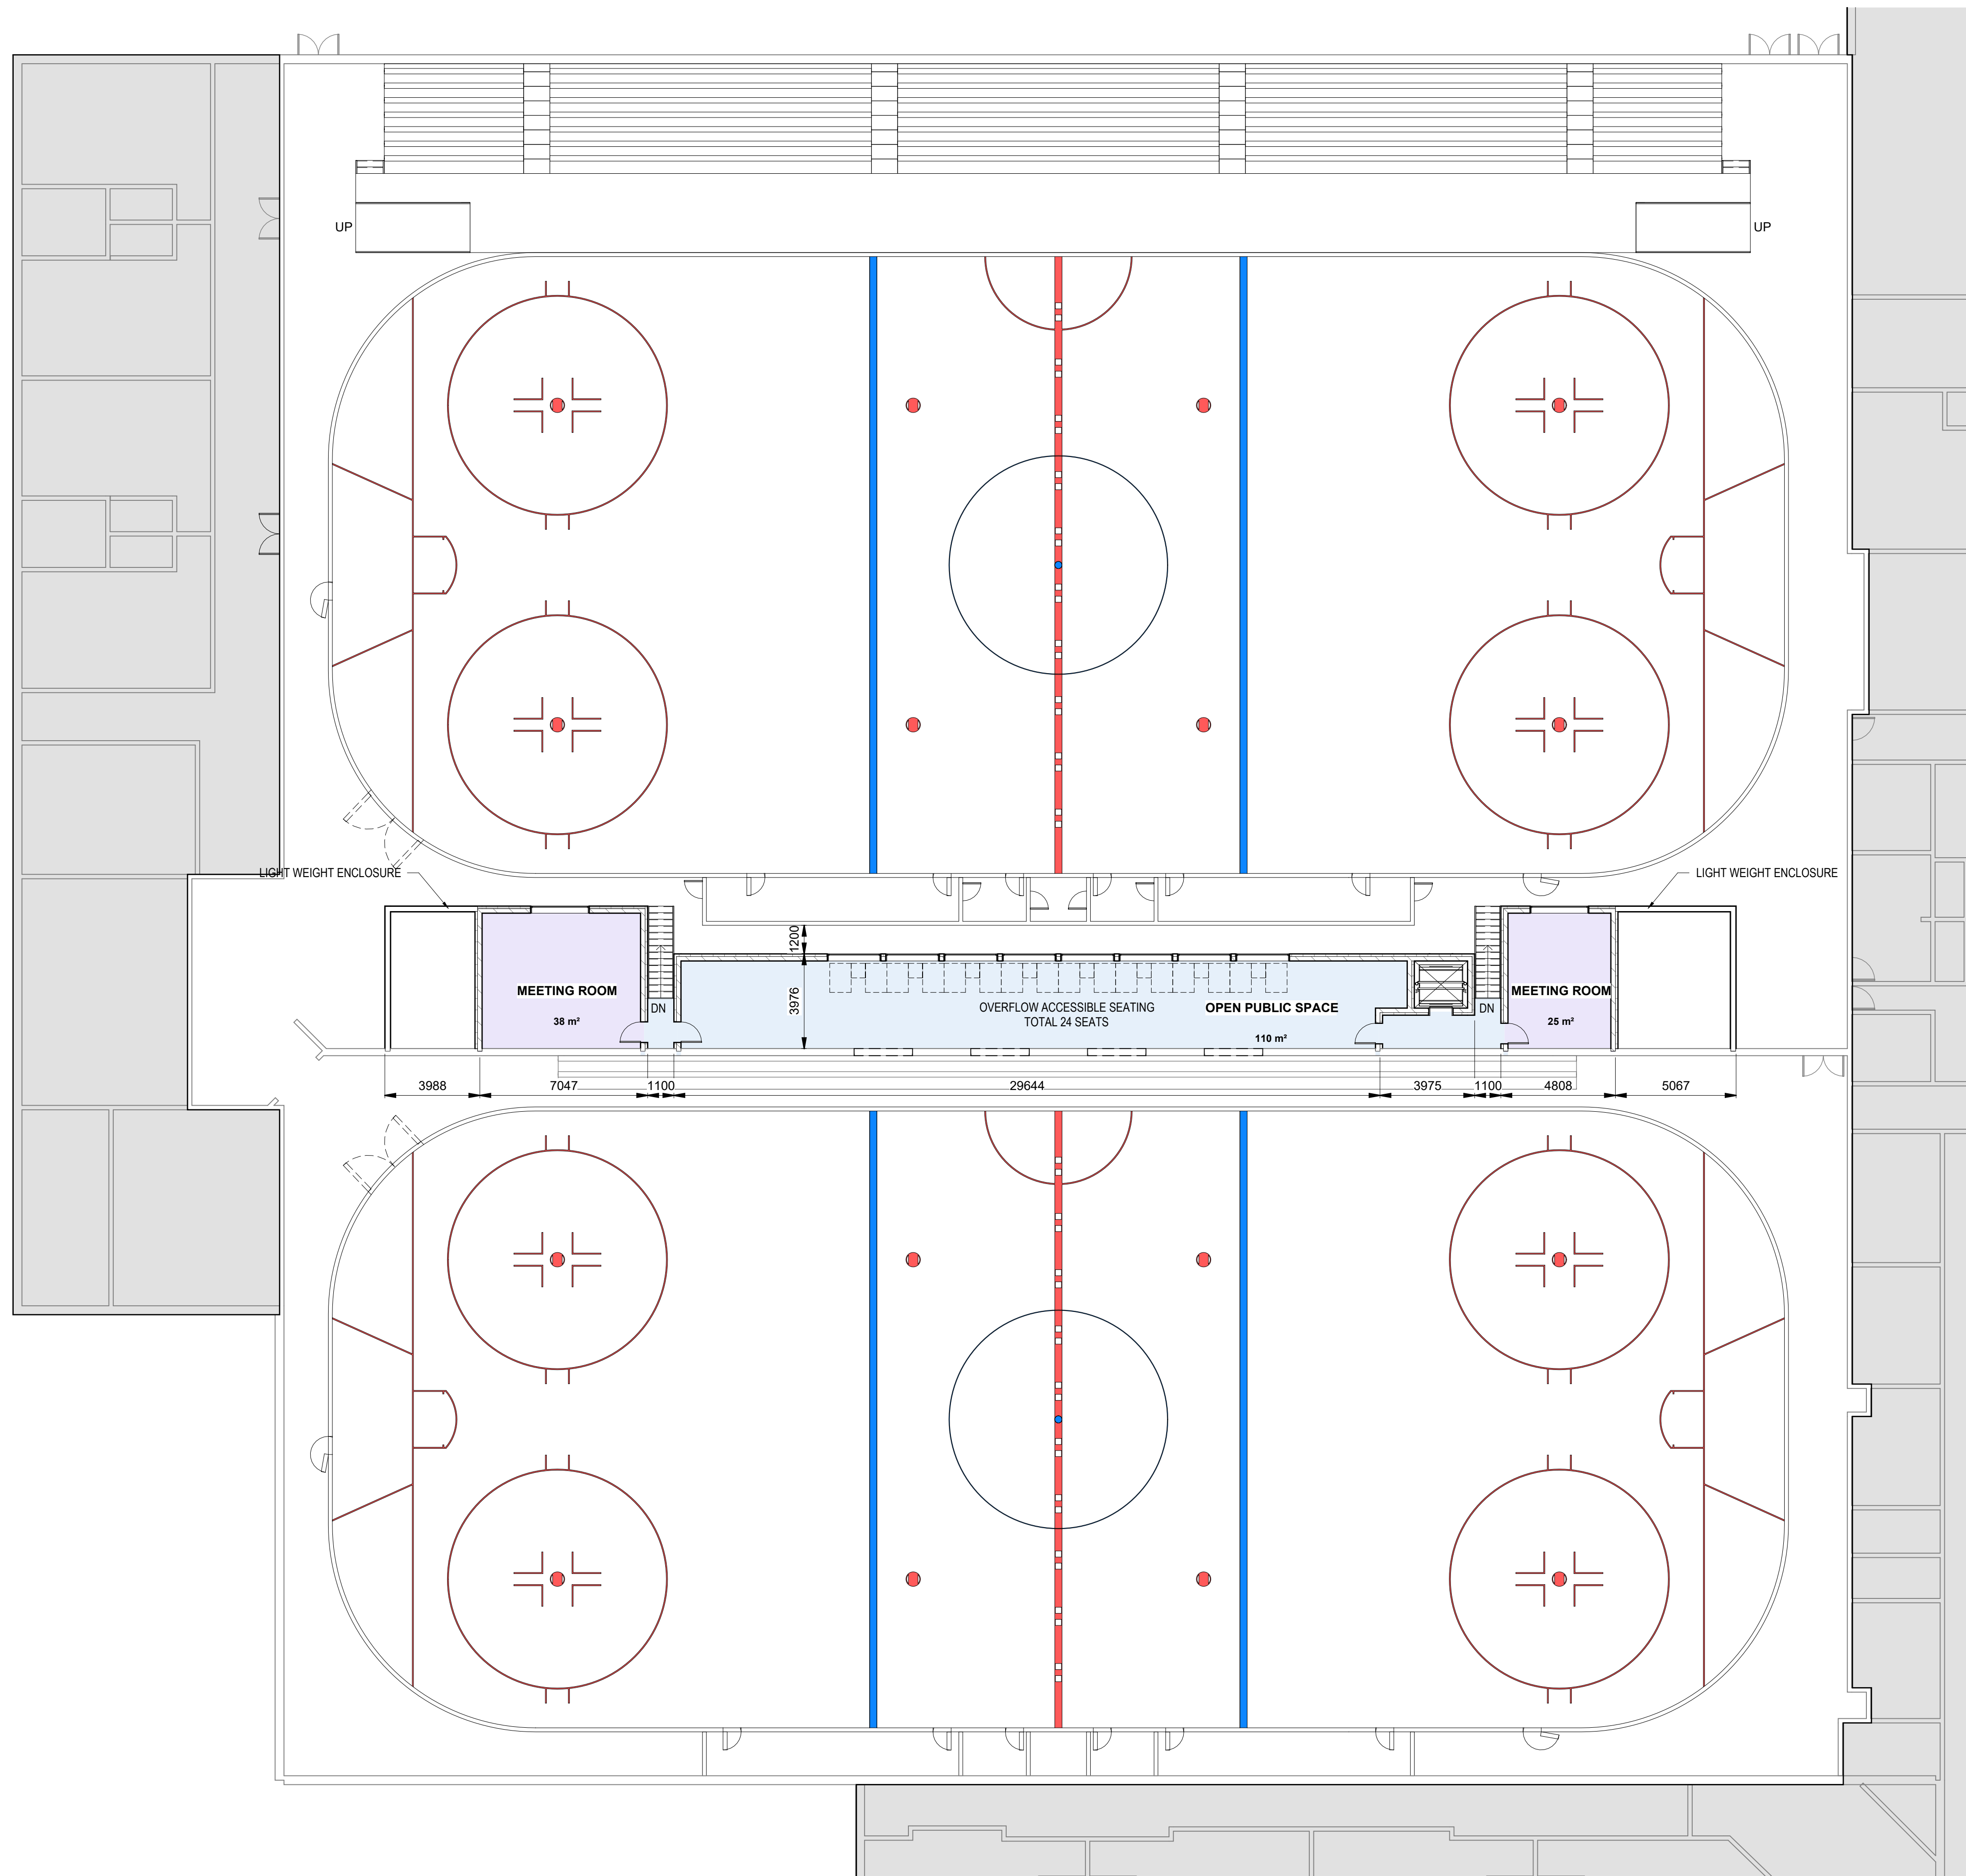 UP
UP
LIGHT WEIGHT ENCLOSURE
LIGHT WEIGHT ENCLOSURE
1200
3976
MEETING ROOM
38 m²
DN
OVERFLOW ACCESSIBLE SEATING
TOTAL 24 SEATS
OPEN PUBLIC SPACE
110 m²
DN
MEETING ROOM
25 m²
3988
7047
1100
29644
3975
1100
4808
5067